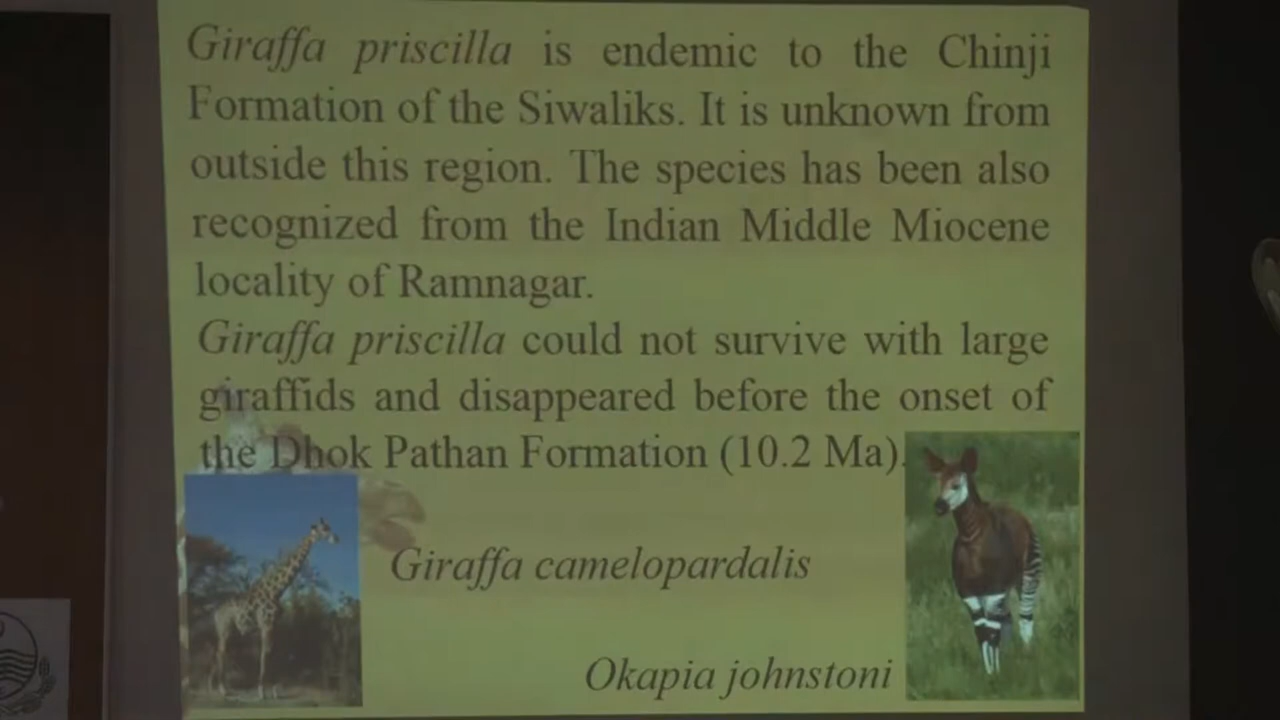 Giraffa priscilla is endemic to the Chinji
Formation of the Siwaliks. It is unknown from
outside this region. The species has been also
recognized from the Indian Middle Miocene
locality of Ramnagar.
Giraffa priscilla could not survive with large
giraffids and disappeared before the onset of
the Dhok Pathan Formation (10.2 Ma).
Giraffa camelopardalis
Okapia johnstoni